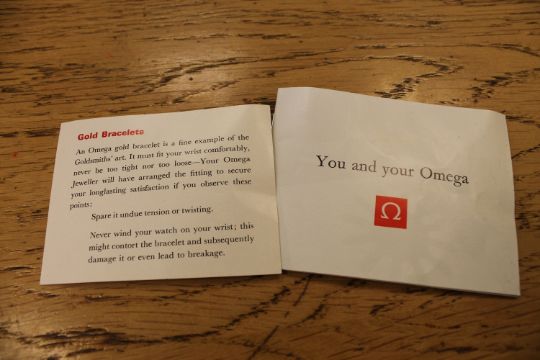 Gold Bracelets
An Omega gold bracelet is a fine example of the
Goldsmiths' art. It must fit your wrist comfortably,
never be too tight nor too loose—Your Omega
Jeweller will have arranged the fitting to secure
your longlasting satisfaction if you observe these
points:
Spare it undue tension or twisting.
Never wind your watch on your wrist; this
might contort the bracelet and subsequently
damage it or even lead to breakage.
You and your Omega
Ω